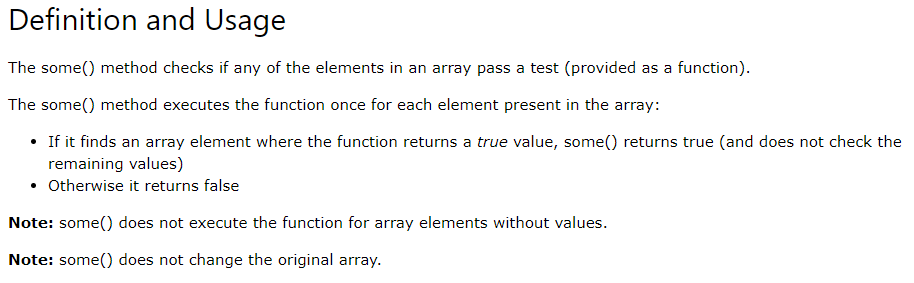 Definition and Usage
The some() method checks if any of the elements in an array pass a test (provided as a function).
The some() method executes the function once for each element present in the array:
• If it finds an array element where the function returns a true value, some() returns true (and does not check the
remaining values)
• Otherwise it returns false
Note: some() does not execute the function for array elements without values.
Note: some() does not change the original array.